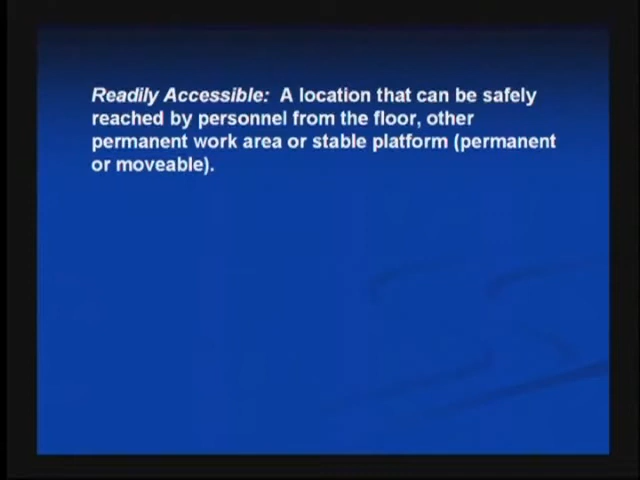 Readily Accessible: A location that can be safely
reached by personnel from the floor, other
permanent work area or stable platform (permanent
or moveable).